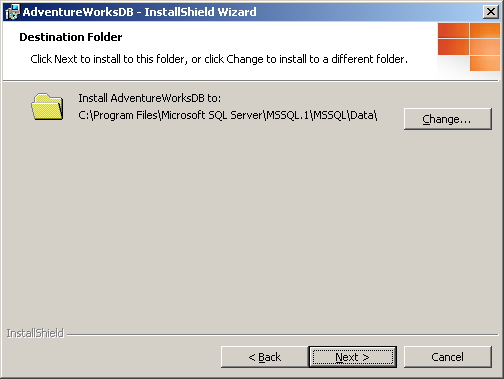 AdventureWorksDB - InstallShield Wizard
Destination Folder
Click Next to install to this folder, or click Change to install to a different folder.
Install AdventureWorksDB to:
C:\Program Files\Microsoft SQL Server\MSSQL.1\MSSQL\Data\
Change...
InstallShield
< Back
Next >
Cancel